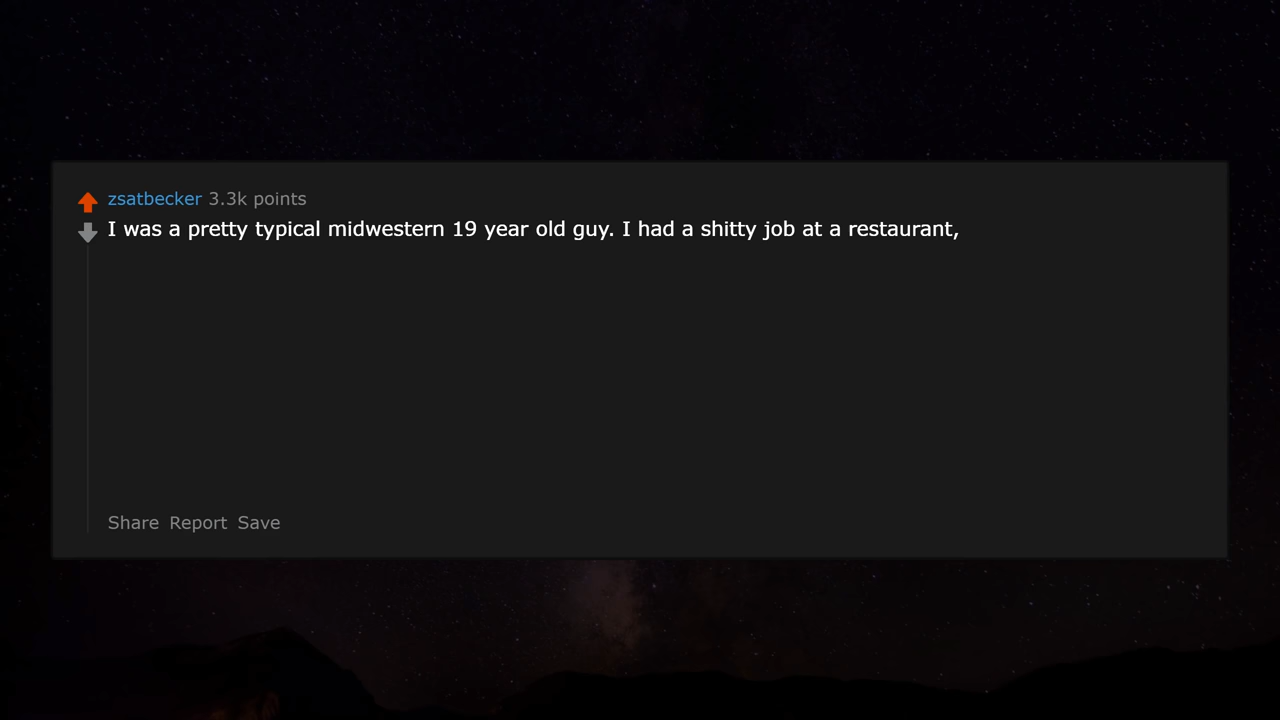 zsatbecker 3.3k points
I was a pretty typical midwestern 19 year old guy. I had a shitty job at a restaurant,
Share Report Save